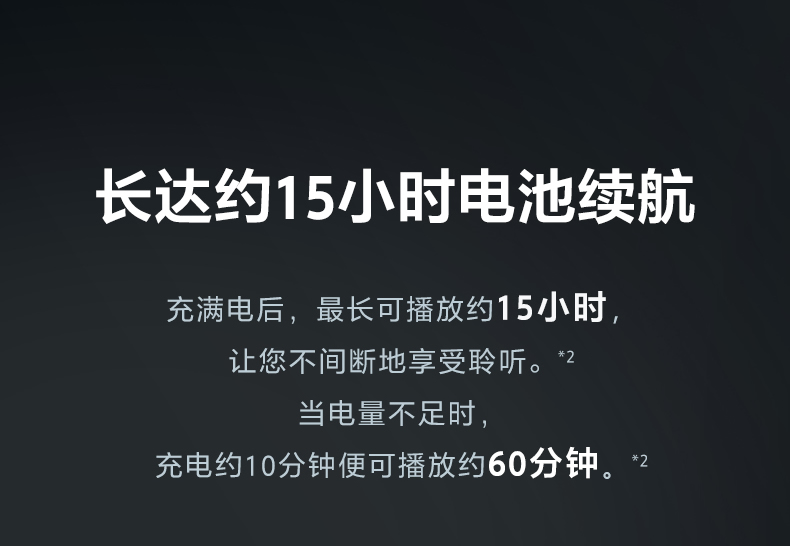 长达约15小时电池续航
充满电后，最长可播放约15小时，
让您不间断地享受聆听。*2
当电量不足时，
充电约10分钟便可播放约60分钟。*2